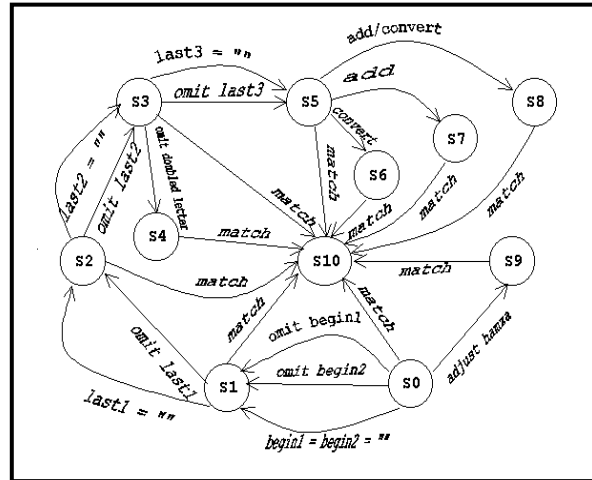 last3 = ""
add/convert
S3
omit last3
S5
add
S8
convert
S7
last2 = ""
omit last2
omit doubled letter
match
match
S6
match
match
match
S4
match
S2
match
S10
match
S9
omit last1
match
omit begin1
match
adjust hamza
last1 = ""
S1
omit begin2
S0
begin1 = begin2 = ""